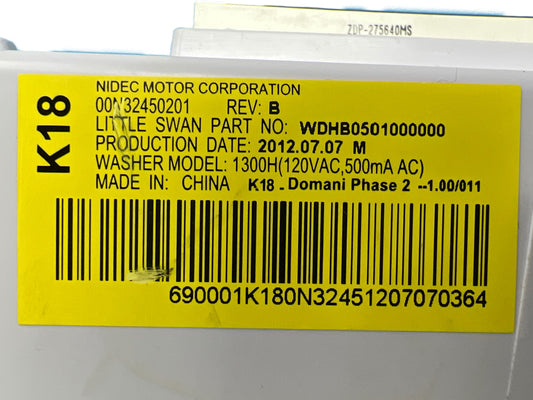 ZDP-275640MS
K18
NIDEC MOTOR CORPORATION
00N32450201 REV: B
LITTLE SWAN PART NO: WDHB0501000000
PRODUCTION DATE: 2012.07.07 M
WASHER MODEL: 1300H(120VAC,500mA AC)
MADE IN: CHINA K18 - Domani Phase 2 --1.00/011
690001K180N32451207070364